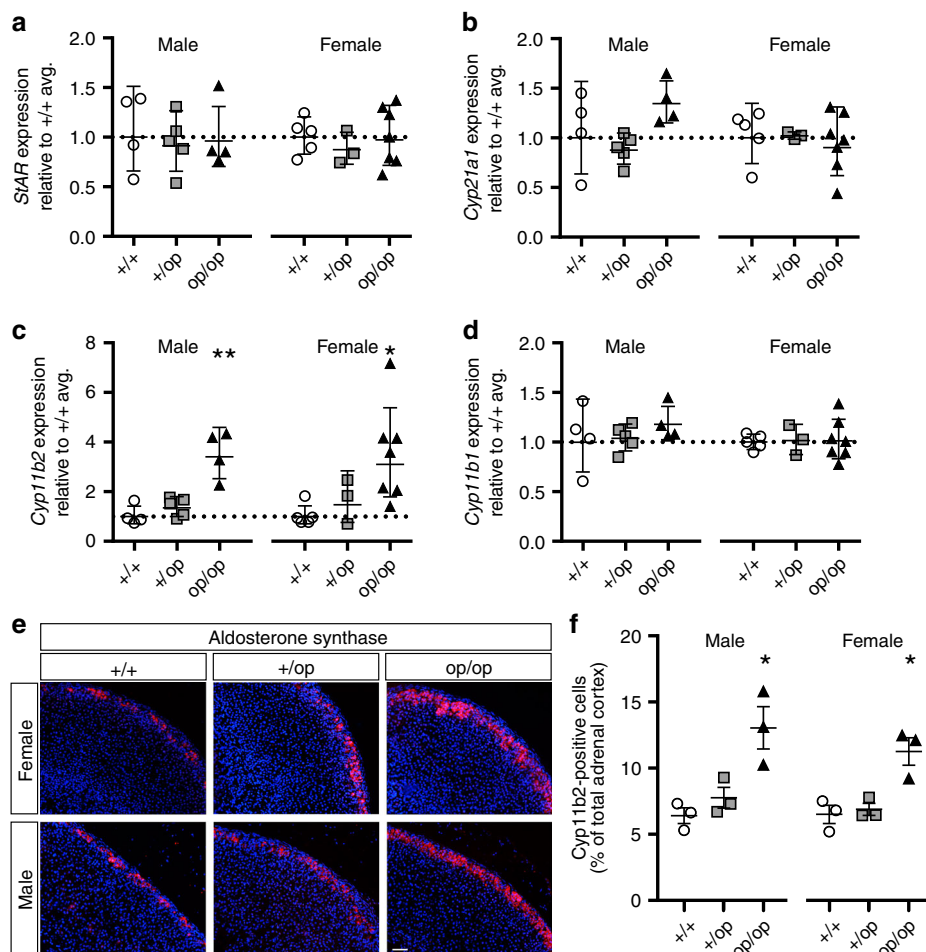 a
StAR expression
relative to +/+ avg.
2.0
1.5
1.0
0.5
0.0
Male
Female
+/+
+/op
op/op
+/+
+/op
op/op
b
Cyp21a1 expression
relative to +/+ avg.
2.0
1.5
1.0
0.5
0.0
Male
Female
+/+
+/op
op/op
+/+
+/op
op/op
c
Cyp11b2 expression
relative to +/+ avg.
8
6
4
2
0
Male
Female
**
*
+/+
+/op
op/op
+/+
+/op
op/op
d
Cyp11b1 expression
relative to +/+ avg.
2.0
1.5
1.0
0.5
0.0
Male
Female
+/+
+/op
op/op
+/+
+/op
op/op
e
Aldosterone synthase
+/+
+/op
op/op
Female
Male
f
Cyp11b2-positive cells
(% of total adrenal cortex)
20
15
10
5
0
Male
Female
*
*
+/+
+/op
op/op
+/+
+/op
op/op